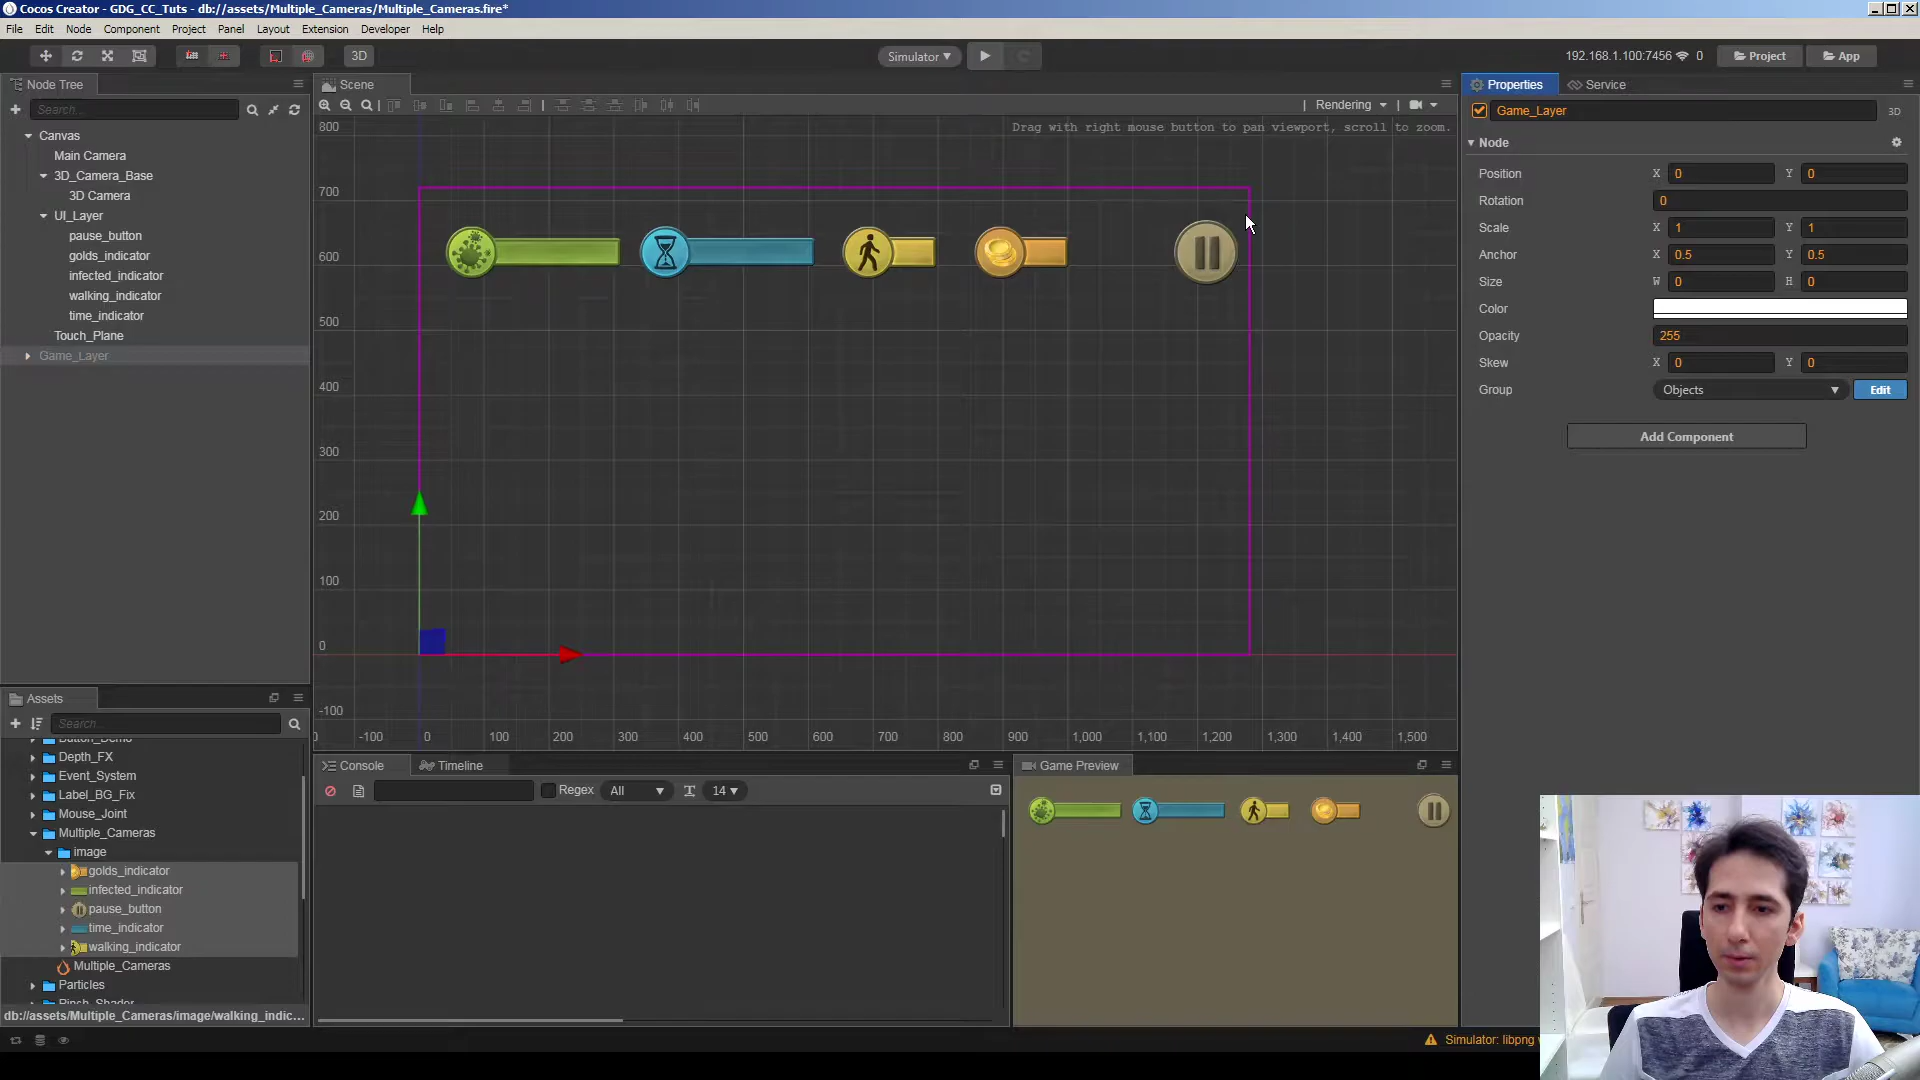 Cocos Creator - GDG_CC_Tuts - db://assets/Multiple_Cameras/Multiple_Cameras.fire*
File Edit Node Component Project Panel Layout Extension Developer Help
3D Simulator 192.168.1.100:7456 0 Project App
Node Tree
Search...
Canvas
Main Camera
3D_Camera_Base
3D Camera
UI_Layer
pause_button
golds_indicator
infected_indicator
walking_indicator
time_indicator
Touch_Plane
Game_Layer
Scene
Rendering
Drag with right mouse button to pan viewport, scroll to zoom.
800
700
600
500
400
300
200
100
0
-100
-100 0 100 200 300 400 500 600 700 800 900 1,000 1,100 1,200 1,300 1,400 1,500
Properties Service
Game_Layer 3D
Node
Position X 0 Y 0
Rotation 0
Scale X 1 Y 1
Anchor X 0.5 Y 0.5
Size W 0 H 0
Color
Opacity 255
Skew X 0 Y 0
Group Objects Edit
Add Component
Assets
Search...
Button_Demo
Depth_FX
Event_System
Label_BG_Fix
Mouse_Joint
Multiple_Cameras
image
golds_indicator
infected_indicator
pause_button
time_indicator
walking_indicator
Multiple_Cameras
Particles
Pinch_Shader
db://assets/Multiple_Cameras/image/walking_indic...
Console Timeline
Regex All 14
Game Preview
Simulator: libpng